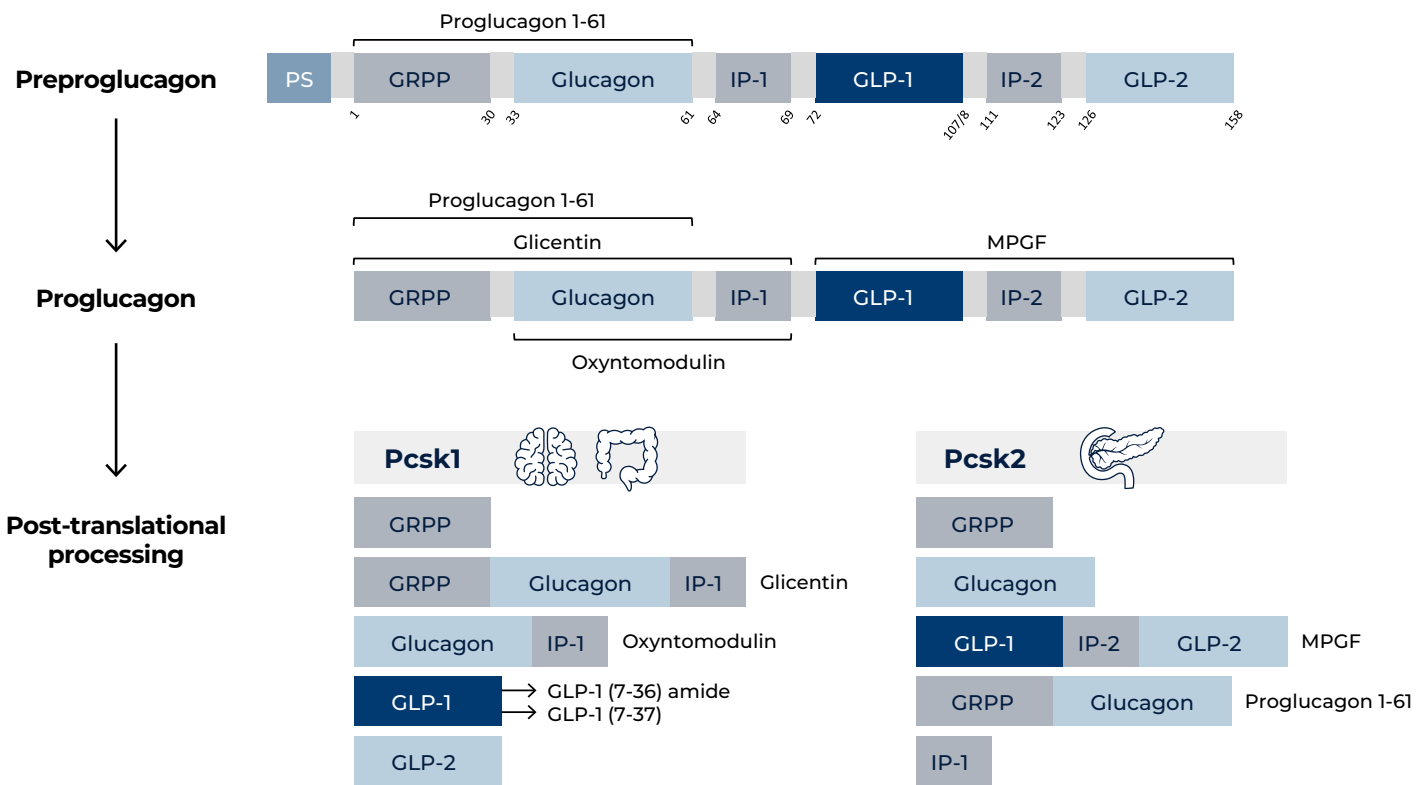 Proglucagon 1-61
Preproglucagon
PS
GRPP
Glucagon
IP-1
GLP-1
IP-2
GLP-2
1
30
33
61
64
69
72
107/8
111
123
126
158
Proglucagon 1-61
Glicentin
MPGF
Proglucagon
GRPP
Glucagon
IP-1
GLP-1
IP-2
GLP-2
Oxyntomodulin
Post-translational
processing
Pcsk1
GRPP
GRPP
Glucagon
IP-1
Glicentin
Glucagon
IP-1
Oxyntomodulin
GLP-1
GLP-1 (7-36) amide
GLP-1 (7-37)
GLP-2
Pcsk2
GRPP
Glucagon
GLP-1
IP-2
GLP-2
MPGF
GRPP
Glucagon
Proglucagon 1-61
IP-1